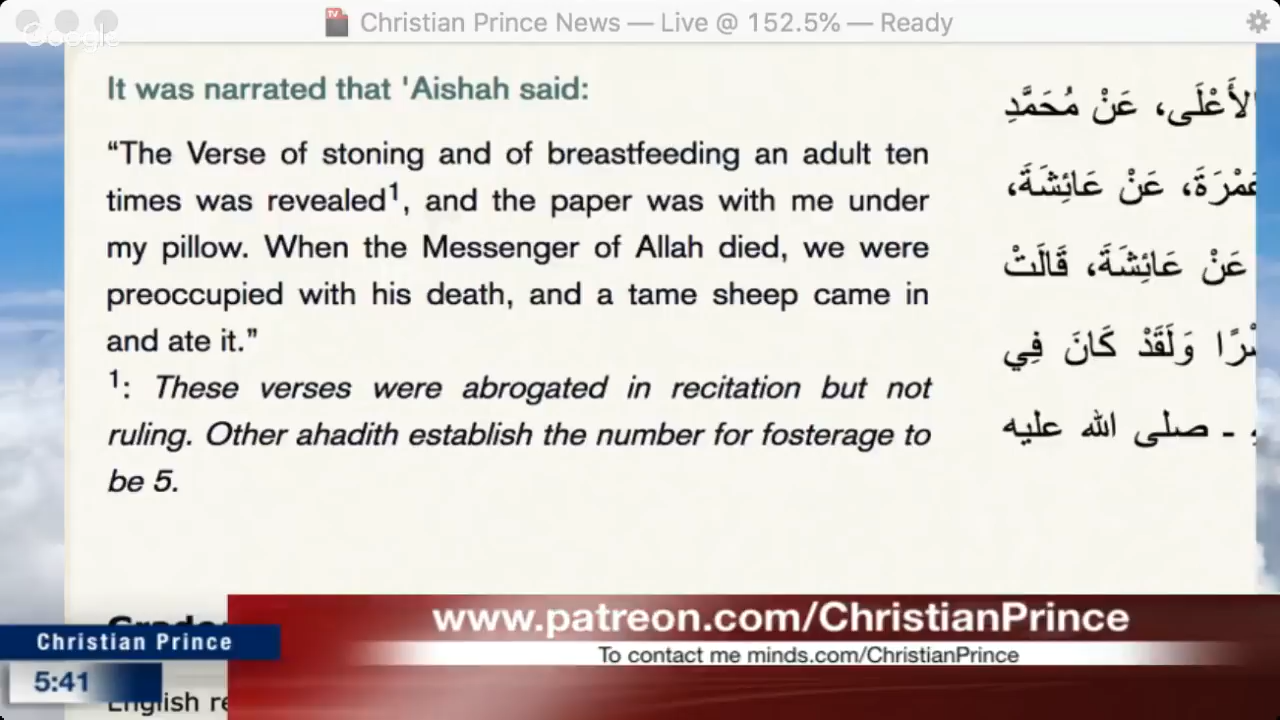 Christian Prince News — Live @ 152.5% — Ready
Google
It was narrated that 'Aishah said:
“The Verse of stoning and of breastfeeding an adult ten
times was revealed¹, and the paper was with me under
my pillow. When the Messenger of Allah died, we were
preoccupied with his death, and a tame sheep came in
and ate it.”
¹: These verses were abrogated in recitation but not
ruling. Other ahadith establish the number for fosterage to
be 5.
الأَعْلَى، عَنْ مُحَمَّدِ
عَمْرَةَ، عَنْ عَائِشَةَ،
عَنْ عَائِشَةَ، قَالَتْ
وَلَقَدْ كَانَ فِي
ـ صلى الله عليه
www.patreon.com/ChristianPrince
To contact me minds.com/ChristianPrince
Christian Prince
5:41
English